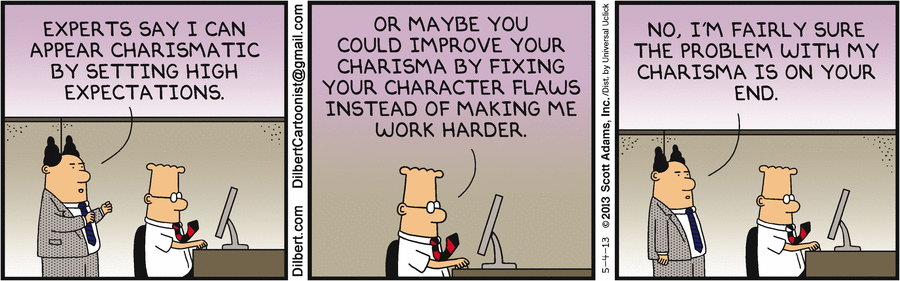 EXPERTS SAY I CAN
APPEAR CHARISMATIC
BY SETTING HIGH
EXPECTATIONS.
Dilbert.com DilbertCartoonist@gmail.com
OR MAYBE YOU
COULD IMPROVE YOUR
CHARISMA BY FIXING
YOUR CHARACTER FLAWS
INSTEAD OF MAKING ME
WORK HARDER.
5-4-13 © 2013 Scott Adams, Inc. /Dist. by Universal Uclick
NO, I'M FAIRLY SURE
THE PROBLEM WITH MY
CHARISMA IS ON YOUR
END.